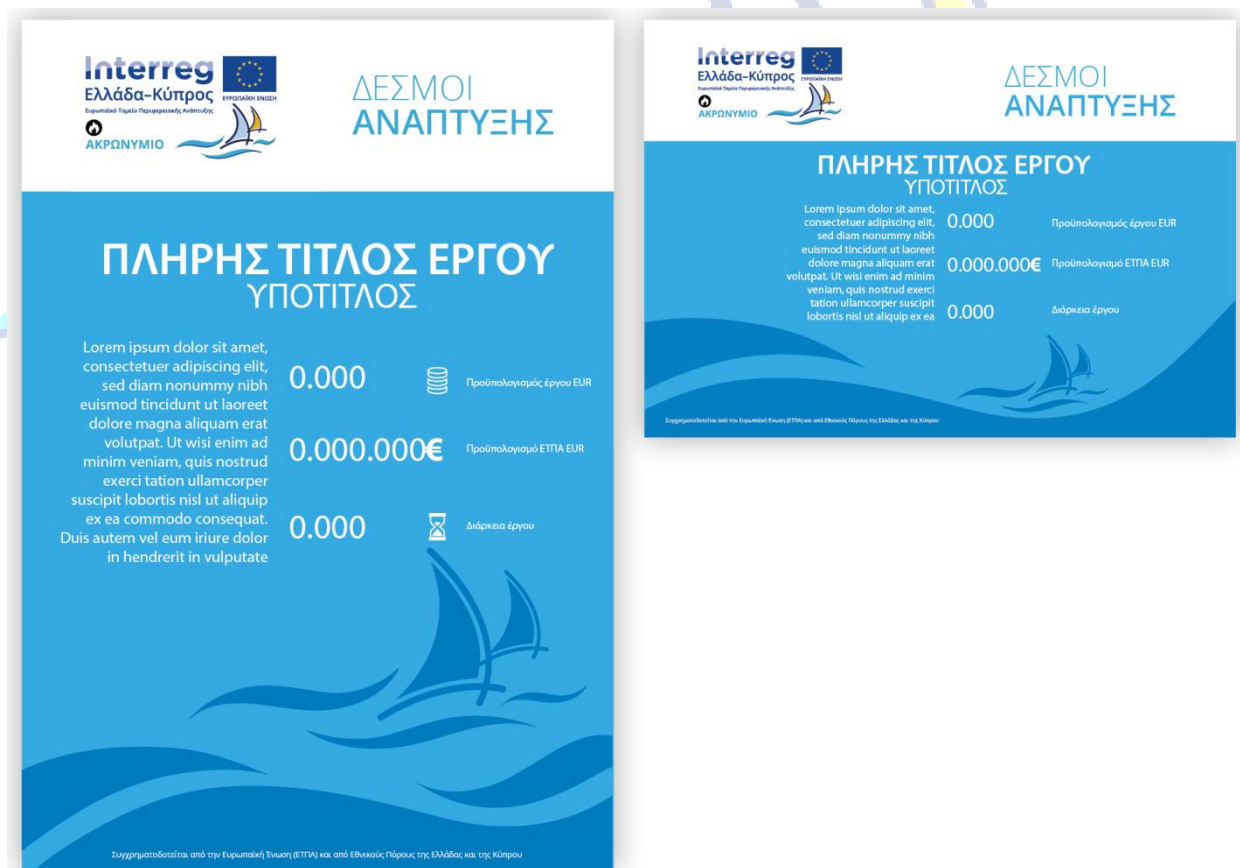 Interreg
Ελλάδα-Κύπρος
ΕΥΡΩΠΑΪΚΗ ΕΝΩΣΗ
Ευρωπαϊκό Ταμείο Περιφερειακής Ανάπτυξης
ΑΚΡΩΝΥΜΙΟ
ΔΕΣΜΟΙ
ΑΝΑΠΤΥΞΗΣ
ΠΛΗΡΗΣ ΤΙΤΛΟΣ ΕΡΓΟΥ
ΥΠΟΤΙΤΛΟΣ
Lorem ipsum dolor sit amet,
consectetuer adipiscing elit,
sed diam nonummy nibh
euismod tincidunt ut laoreet
dolore magna aliquam erat
volutpat. Ut wisi enim ad
minim veniam, quis nostrud
exerci tation ullamcorper
suscipit lobortis nisl ut aliquip
ex ea commodo consequat.
Duis autem vel eum iriure dolor
in hendrerit in vulputate
0.000 Προϋπολογισμός έργου EUR
0.000.000€ Προϋπολογισμό ΕΤΠΑ EUR
0.000 Διάρκεια έργου
Συγχρηματοδοτείται από την Ευρωπαϊκή Ένωση (ΕΤΠΑ) και από Εθνικούς Πόρους της Ελλάδας και της Κύπρου
Interreg
Ελλάδα-Κύπρος
ΕΥΡΩΠΑΪΚΗ ΕΝΩΣΗ
Ευρωπαϊκό Ταμείο Περιφερειακής Ανάπτυξης
ΑΚΡΩΝΥΜΙΟ
ΔΕΣΜΟΙ
ΑΝΑΠΤΥΞΗΣ
ΠΛΗΡΗΣ ΤΙΤΛΟΣ ΕΡΓΟΥ
ΥΠΟΤΙΤΛΟΣ
Lorem ipsum dolor sit amet,
consectetuer adipiscing elit,
sed diam nonummy nibh
euismod tincidunt ut laoreet
dolore magna aliquam erat
volutpat. Ut wisi enim ad minim
veniam, quis nostrud exerci
tation ullamcorper suscipit
lobortis nisl ut aliquip ex ea
0.000 Προϋπολογισμός έργου EUR
0.000.000€ Προϋπολογισμό ΕΤΠΑ EUR
0.000 Διάρκεια έργου
Συγχρηματοδοτείται από την Ευρωπαϊκή Ένωση (ΕΤΠΑ) και από Εθνικούς Πόρους της Ελλάδας και της Κύπρου